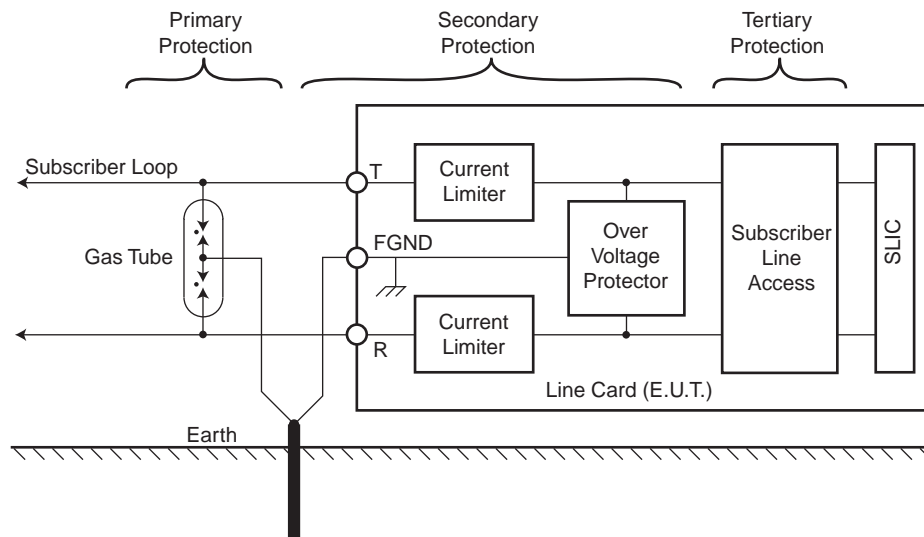 Primary
Protection
Secondary
Protection
Tertiary
Protection
Subscriber Loop
T
Current
Limiter
Gas Tube
FGND
Over
Voltage
Protector
Subscriber
Line
Access
SLIC
R
Current
Limiter
Line Card (E.U.T.)
Earth